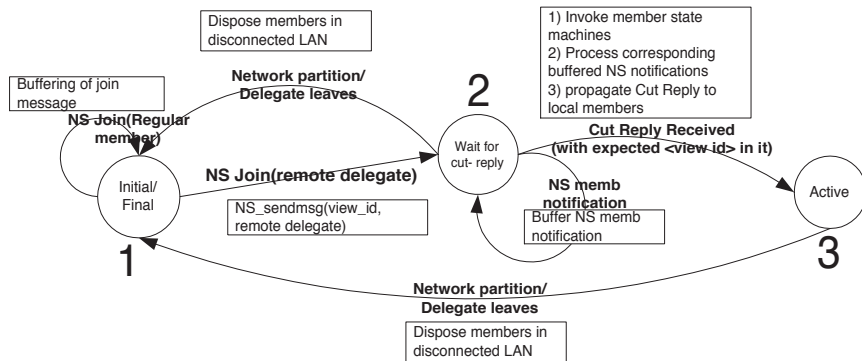 Dispose members in
disconnected LAN
1) Invoke member state
machines
2) Process corresponding
buffered NS notifications
3) propagate Cut Reply to
local members
Buffering of join
message
Network partition/
Delegate leaves
2
NS Join(Regular
member)
Wait for
cut- reply
Cut Reply Received
(with expected <view id> in it)
Initial/
Final
NS Join(remote delegate)
NS memb
notification
Active
NS_sendmsg(view_id,
remote delegate)
Buffer NS memb
notification
1
3
Network partition/
Delegate leaves
Dispose members in
disconnected LAN